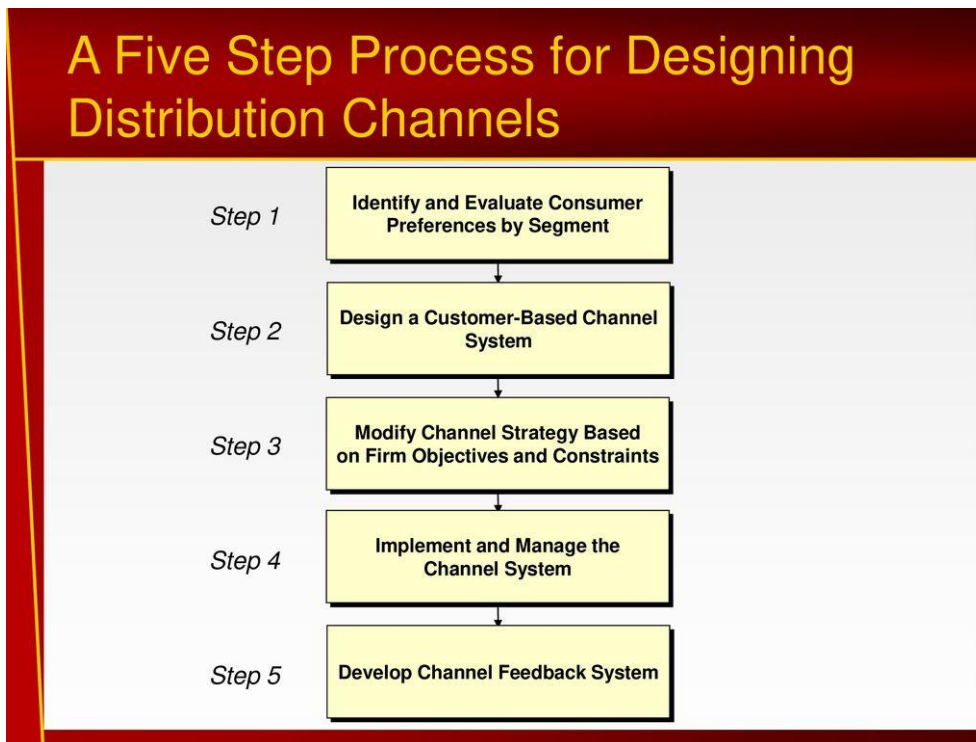 A Five Step Process for Designing
Distribution Channels
Step 1
Identify and Evaluate Consumer
Preferences by Segment
Step 2
Design a Customer-Based Channel
System
Step 3
Modify Channel Strategy Based
on Firm Objectives and Constraints
Step 4
Implement and Manage the
Channel System
Step 5
Develop Channel Feedback System